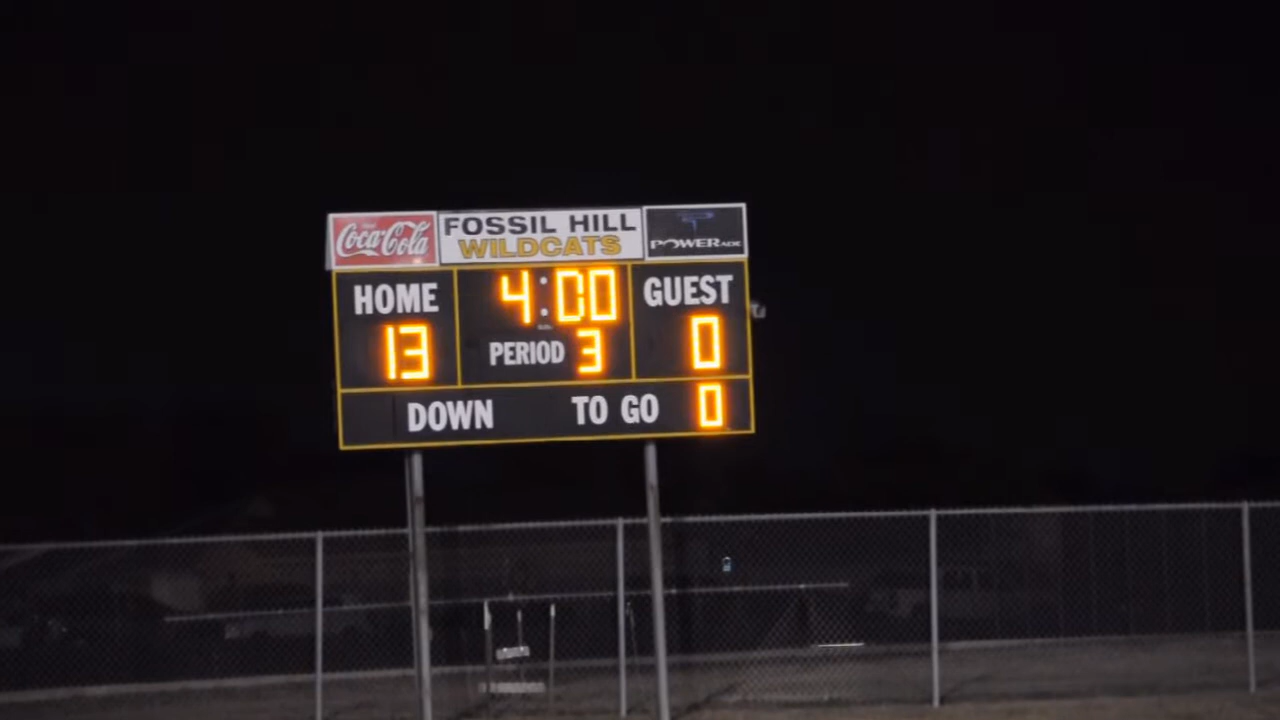 Coca-Cola
FOSSIL HILL
WILDCATS
POWERADE
HOME
4:00
GUEST
13
PERIOD 3
0
DOWN
TO GO 0